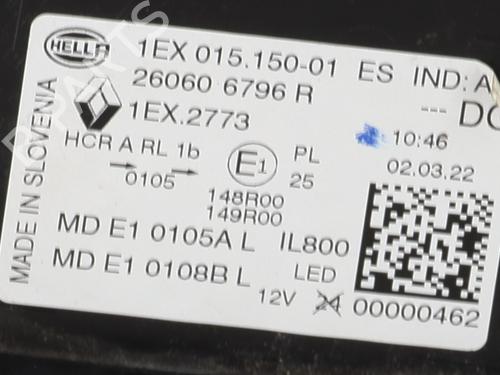 HELLA 1EX 015.150-01 ES IND: A
26060 6796 R --- DC
1EX.2773
10:46
HCR A RL 1b E1 PL
0105 25
02.03.22
148R00
149R00
MD E1 0105A L IL800
MD E1 0108B L LED
12V 24 00000462
MADE IN SLOVENIA